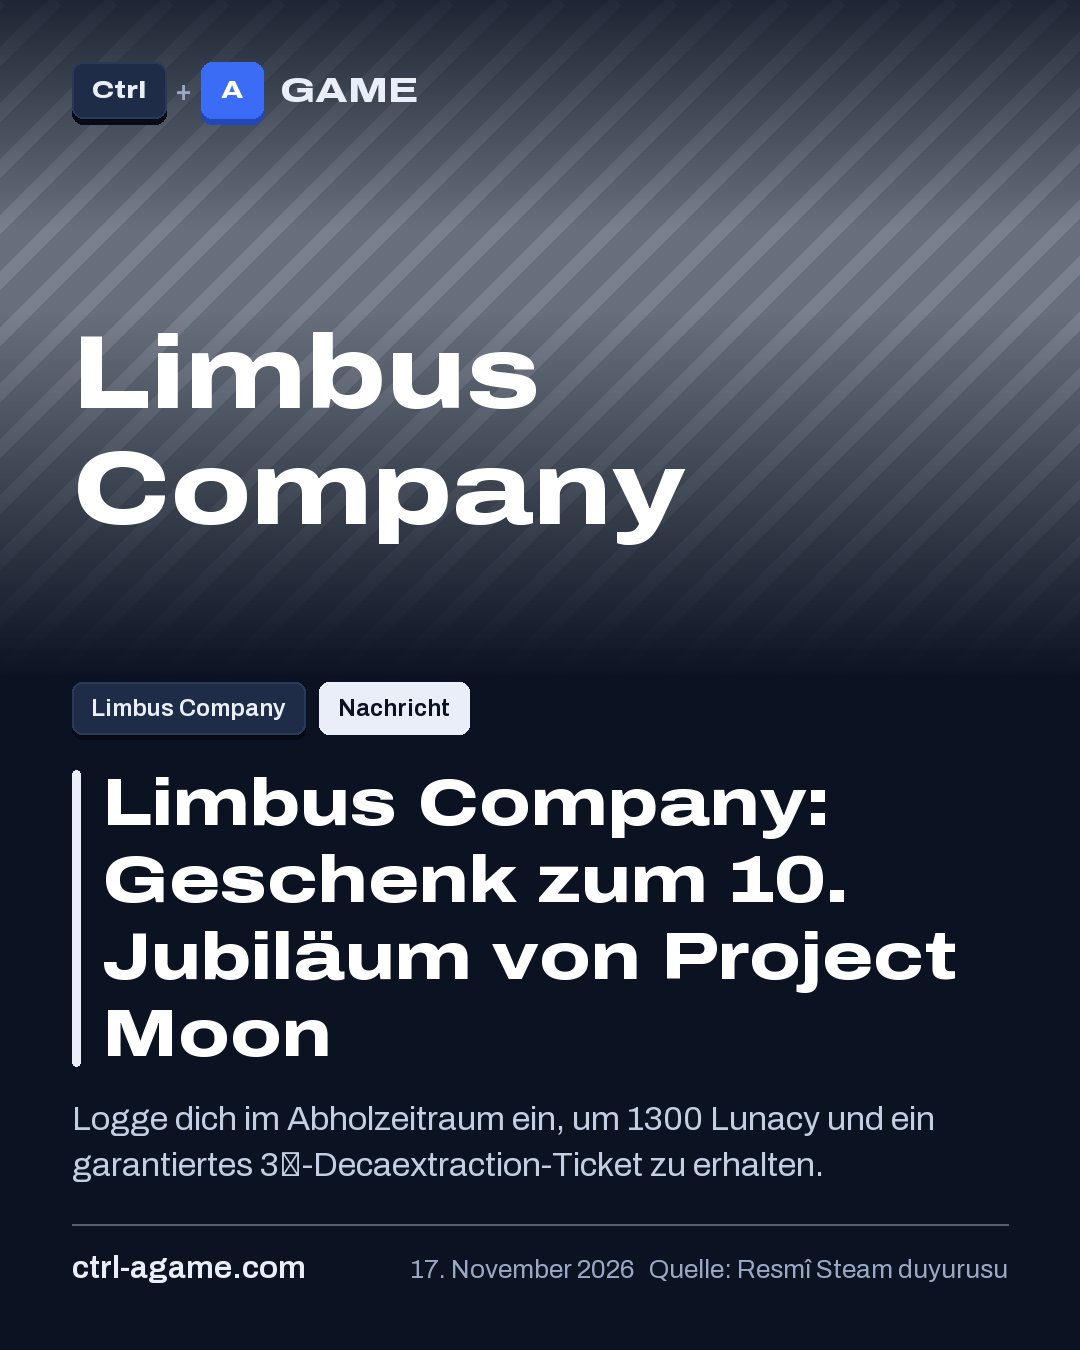 Ctrl + A GAME
Limbus
Company
Limbus Company Nachricht
Limbus Company:
Geschenk zum 10.
Jubiläum von Project
Moon
Logge dich im Abholzeitraum ein, um 1300 Lunacy und ein
garantiertes 3-Decaextraction-Ticket zu erhalten.
ctrl-agame.com 17. November 2026 Quelle: Resmî Steam duyurusu